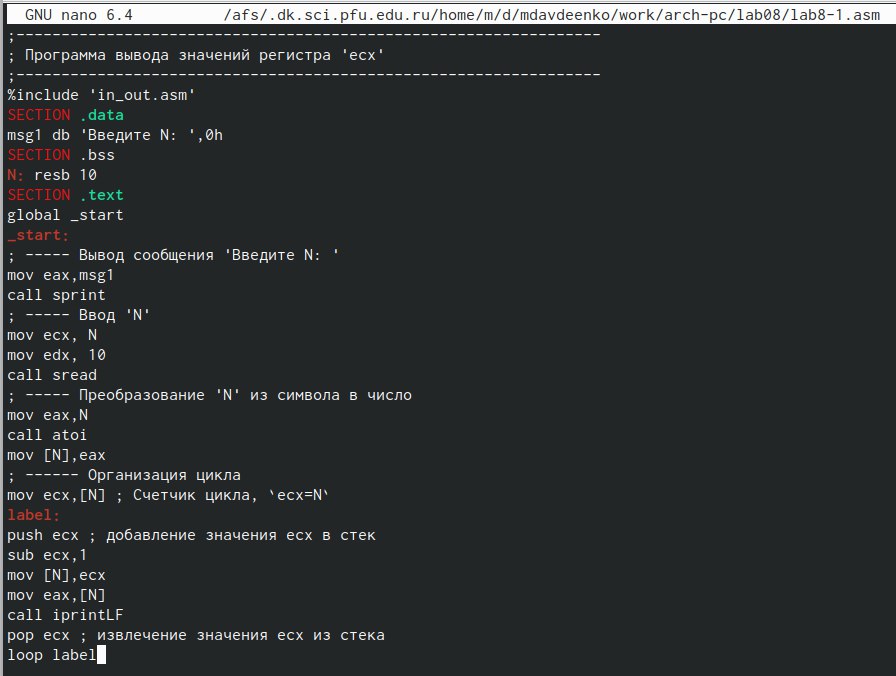 GNU nano 6.4 /afs/.dk.sci.pfu.edu.ru/home/m/d/mdavdeenko/work/arch-pc/lab08/lab8-1.asm
;-----------------------------------------------------------------
; Программа вывода значений регистра 'ecx'
;-----------------------------------------------------------------
%include 'in_out.asm'
SECTION .data
msg1 db 'Введите N: ',0h
SECTION .bss
N: resb 10
SECTION .text
global _start
_start:
; ----- Вывод сообщения 'Введите N: '
mov eax,msg1
call sprint
; ----- Ввод 'N'
mov ecx, N
mov edx, 10
call sread
; ----- Преобразование 'N' из символа в число
mov eax,N
call atoi
mov [N],eax
; ------ Организация цикла
mov ecx,[N] ; Счетчик цикла, `ecx=N`
label:
push ecx ; добавление значения ecx в стек
sub ecx,1
mov [N],ecx
mov eax,[N]
call iprintLF
pop ecx ; извлечение значения ecx из стека
loop label